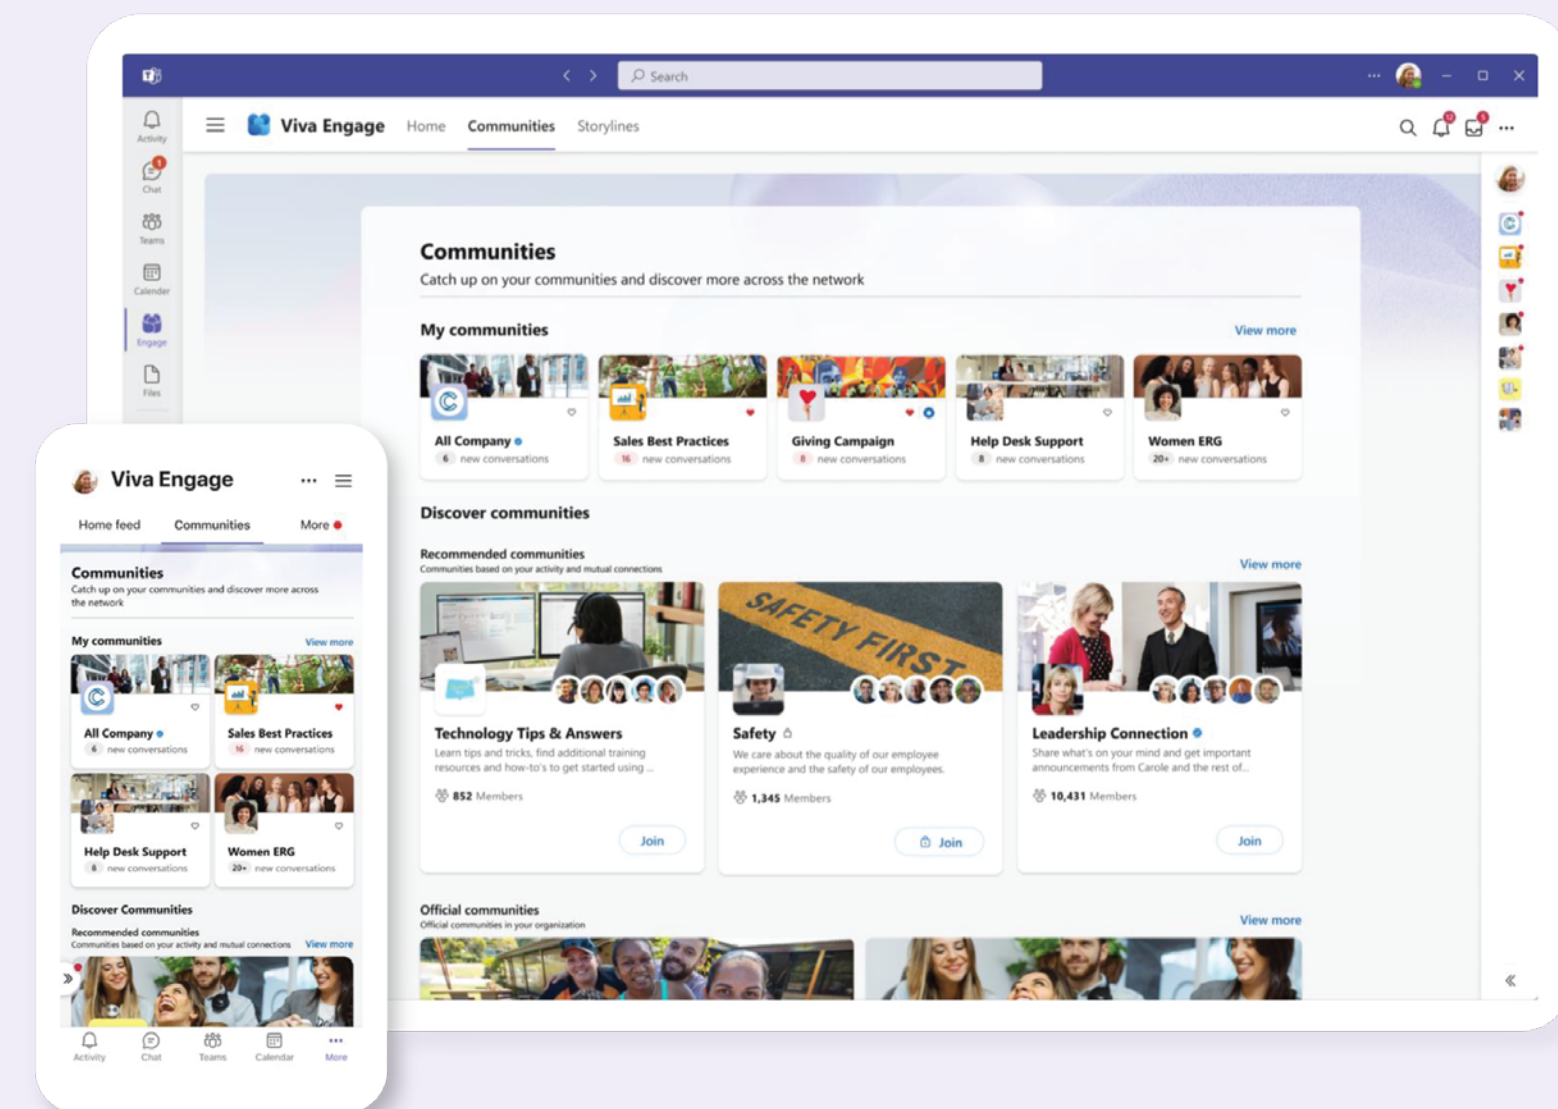 Search
Activity
Chat
1
Teams
Calender
Engage
Files
Viva Engage
Home
Communities
Storylines
12
5
Communities
Catch up on your communities and discover more across the network
My communities
View more
All Company
6 new conversations
Sales Best Practices
16 new conversations
Giving Campaign
8 new conversations
Help Desk Support
8 new conversations
Women ERG
20+ new conversations
Discover communities
Recommended communities
Communities based on your activity and mutual connections
View more
Technology Tips & Answers
Learn tips and tricks, find additional training
resources and how-to's to get started using ...
852 Members
Join
SAFETY FIRST
Safety
We care about the quality of our employee
experience and the safety of our employees.
1,345 Members
Join
Leadership Connection
Share what's on your mind and get important
announcements from Carole and the rest of...
10,431 Members
Join
Official communities
Official communities in your organization
View more
Viva Engage
Home feed
Communities
More
Communities
Catch up on your communities and discover more across
the network
My communities
View more
All Company
6 new conversations
Sales Best Practices
16 new conversations
Help Desk Support
8 new conversations
Women ERG
20+ new conversations
Discover Communities
Recommended communities
Communities based on your activity and mutual connections
View more
Activity
Chat
Teams
Calendar
More